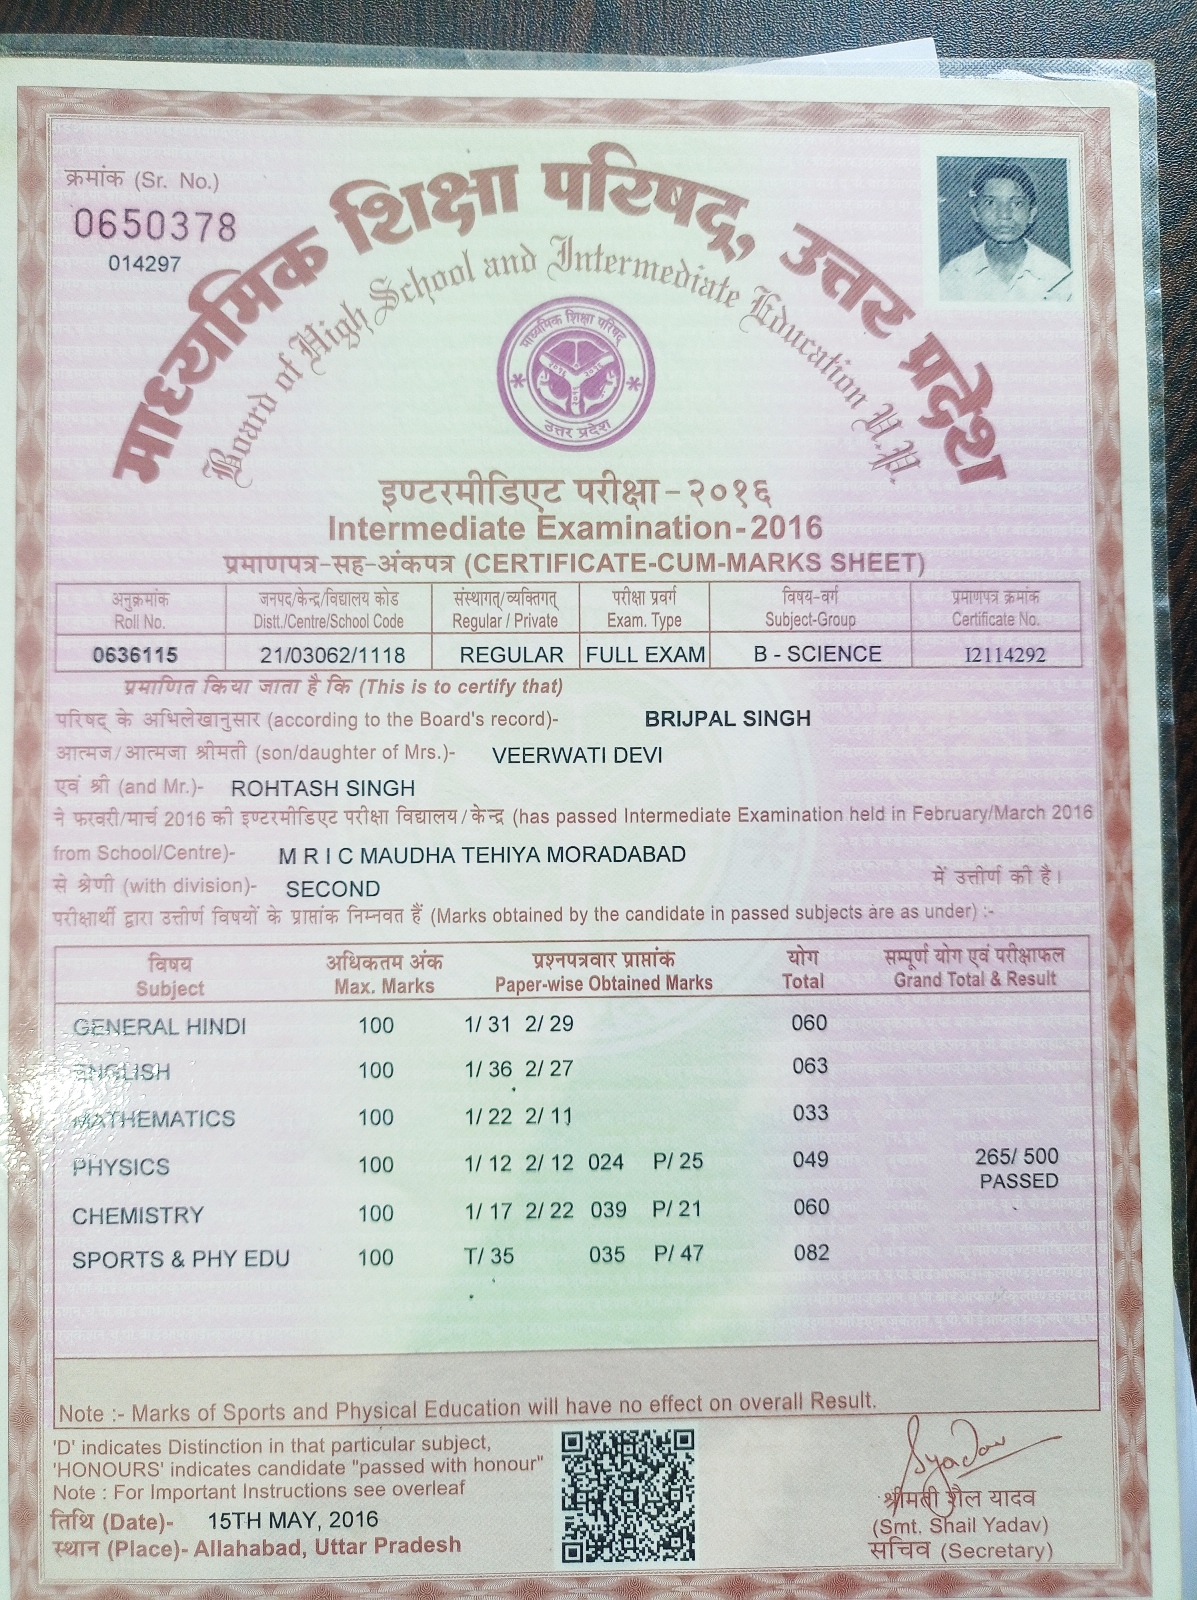 क्रमांक (Sr. No.)
0650378
014297
माध्यमिक शिक्षा परिषद, उत्तर प्रदेश
Board of High School and Intermediate Education U.P.
माध्यमिक शिक्षा परिषद्
उत्तर प्रदेश
इण्टरमीडिएट परीक्षा-२०१६
Intermediate Examination-2016
प्रमाणपत्र-सह-अंकपत्र (CERTIFICATE-CUM-MARKS SHEET)
अनुक्रमांक जनपद/केन्द्र/विद्यालय कोड संस्थागत्/व्यक्तिगत् परीक्षा प्रवर्ग विषय-वर्ग प्रमाणपत्र क्रमांक
Roll No. Distt./Centre/School Code Regular / Private Exam. Type Subject-Group Certificate No.
0636115 21/03062/1118 REGULAR FULL EXAM B - SCIENCE I2114292
प्रमाणित किया जाता है कि (This is to certify that)
परिषद् के अभिलेखानुसार (according to the Board's record)- BRIJPAL SINGH
आत्मज/आत्मजा श्रीमती (son/daughter of Mrs.)- VEERWATI DEVI
एवं श्री (and Mr.)- ROHTASH SINGH
ने फरवरी/मार्च 2016 की इण्टरमीडिएट परीक्षा विद्यालय/केन्द्र (has passed Intermediate Examination held in February/March 2016
from School/Centre)- M R I C MAUDHA TEHIYA MORADABAD
से श्रेणी (with division)- SECOND में उत्तीर्ण की है।
परीक्षार्थी द्वारा उत्तीर्ण विषयों के प्राप्तांक निम्नवत हैं (Marks obtained by the candidate in passed subjects are as under) :-
विषय अधिकतम अंक प्रश्नपत्रवार प्राप्तांक योग सम्पूर्ण योग एवं परीक्षाफल
Subject Max. Marks Paper-wise Obtained Marks Total Grand Total & Result
GENERAL HINDI 100 1/ 31 2/ 29 060
ENGLISH 100 1/ 36 2/ 27 063
MATHEMATICS 100 1/ 22 2/ 11 033
PHYSICS 100 1/ 12 2/ 12 024 P/ 25 049 265/ 500
PASSED
CHEMISTRY 100 1/ 17 2/ 22 039 P/ 21 060
SPORTS & PHY EDU 100 T/ 35 035 P/ 47 082
Note :- Marks of Sports and Physical Education will have no effect on overall Result.
'D' indicates Distinction in that particular subject,
'HONOURS' indicates candidate "passed with honour"
Note : For Important Instructions see overleaf
तिथि (Date)- 15TH MAY, 2016
स्थान (Place)- Allahabad, Uttar Pradesh
Syadav
श्रीमती शैल यादव
(Smt. Shail Yadav)
सचिव (Secretary)